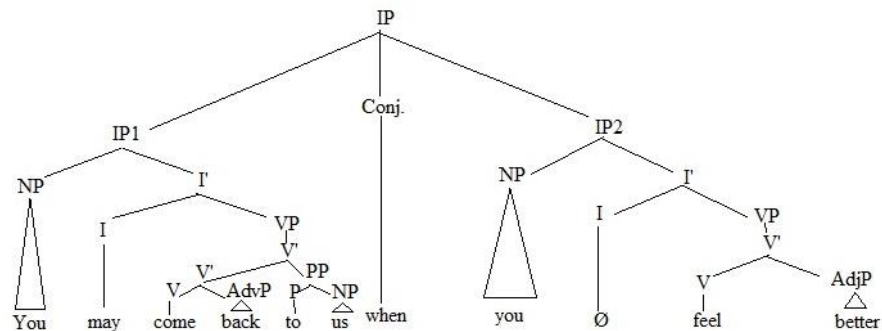 IP
Conj.
IP1 IP2
NP I' NP I'
I VP I VP
V' V'
V' PP V AdjP
V AdvP P NP
You may come back to us when you Ø feel better